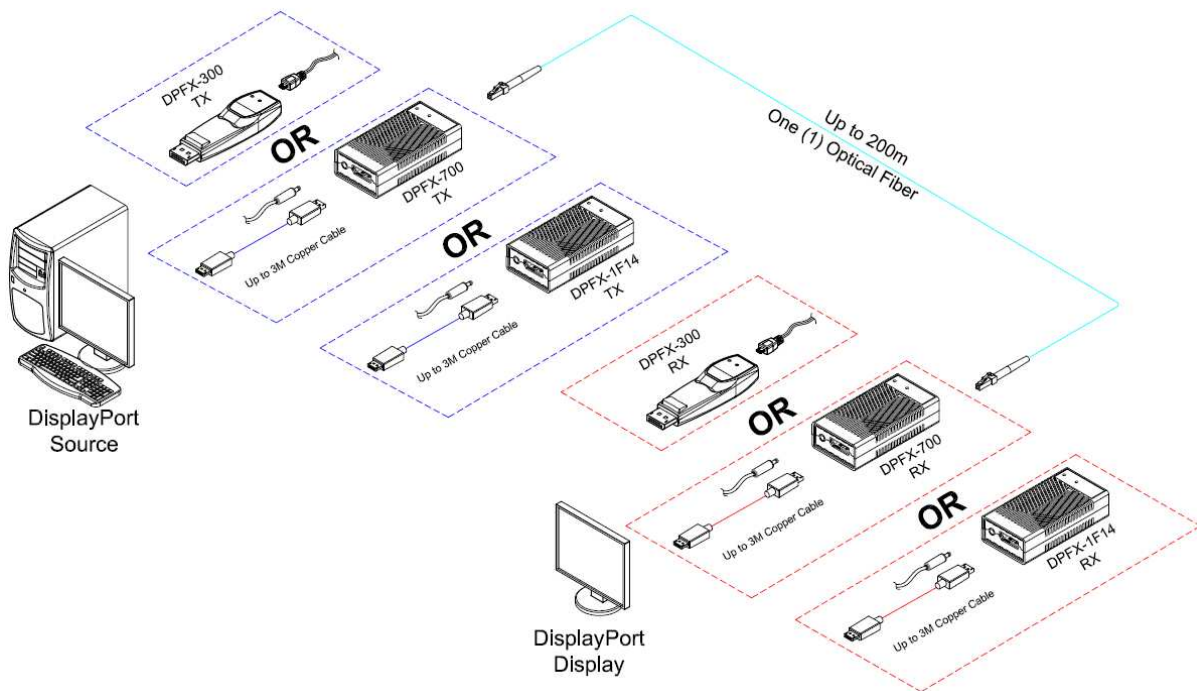 DPFX-300
TX
OR
DPFX-700
TX
Up to 3M Copper Cable
OR
DPFX-1F14
TX
Up to 3M Copper Cable
Up to 200m
One (1) Optical Fiber
DisplayPort
Source
DPFX-300
RX
OR
DPFX-700
RX
Up to 3M Copper Cable
OR
DPFX-1F14
RX
Up to 3M Copper Cable
DisplayPort
Display